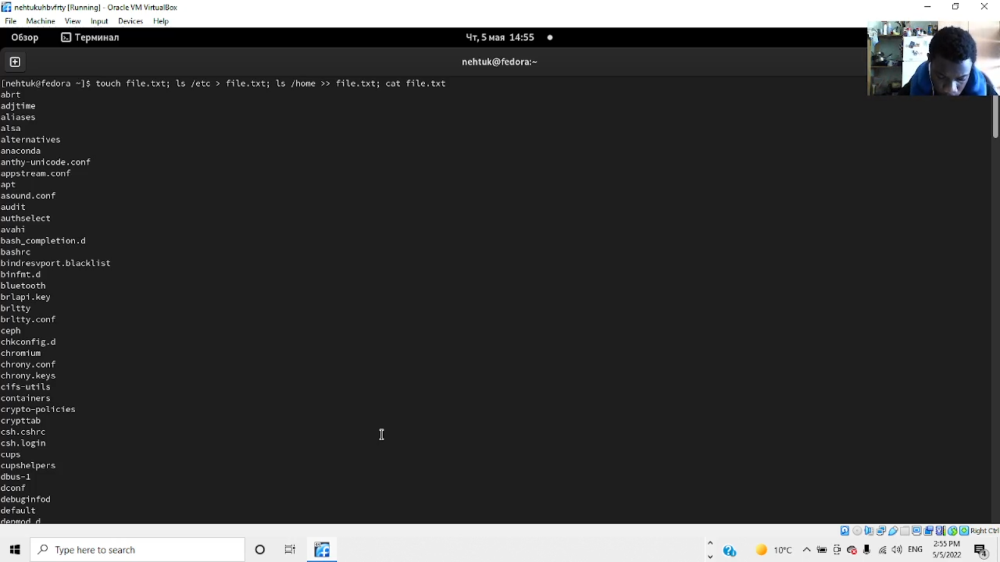 nehtukuhbvfrty [Running] - Oracle VM VirtualBox
File Machine View Input Devices Help
Обзор Терминал Чт, 5 мая 14:55
nehtuk@fedora:~
[nehtuk@fedora ~]$ touch file.txt; ls /etc > file.txt; ls /home >> file.txt; cat file.txt
abrt
adjtime
aliases
alsa
alternatives
anaconda
anthy-unicode.conf
appstream.conf
apt
asound.conf
audit
authselect
avahi
bash_completion.d
bashrc
bindresvport.blacklist
binfmt.d
bluetooth
brlapi.key
brltty
brltty.conf
ceph
chkconfig.d
chromium
chrony.conf
chrony.keys
cifs-utils
containers
crypto-policies
crypttab
csh.cshrc
csh.login
cups
cupshelpers
dbus-1
dconf
debuginfod
default
depmod.d
Right Ctrl
Type here to search
10°C
ENG
2:55 PM
5/5/2022
4